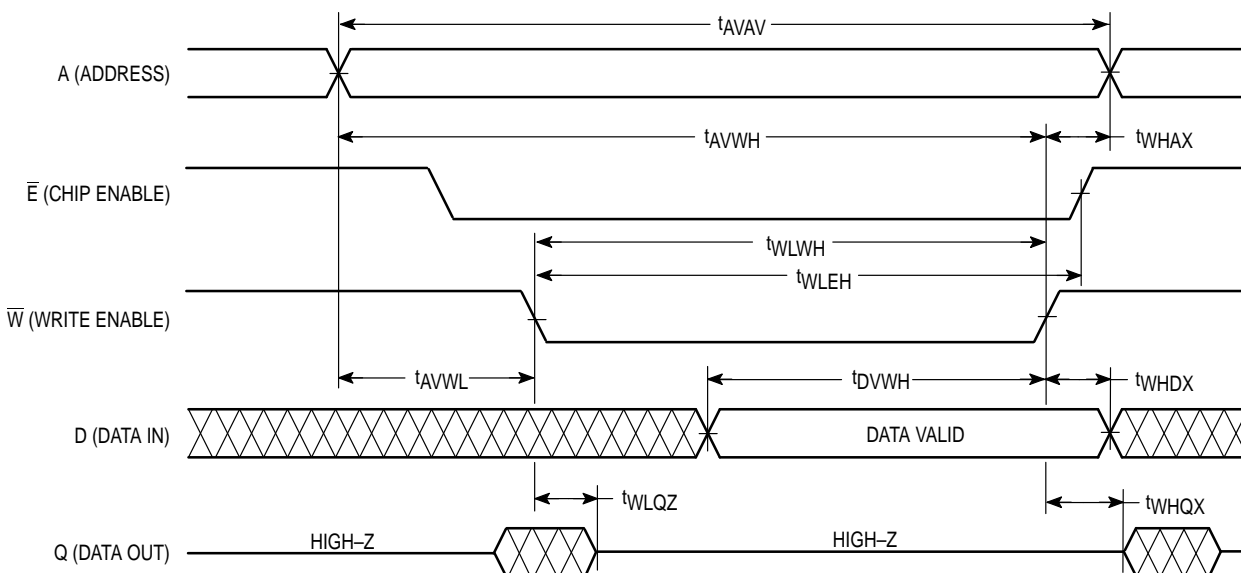 tAVAV
A (ADDRESS)
tAVWH
tWHAX
E̅ (CHIP ENABLE)
tWLWH
tWLEH
W̅ (WRITE ENABLE)
tAVWL
tDVWH
tWHDX
D (DATA IN)
DATA VALID
tWLQZ
tWHQX
Q (DATA OUT)
HIGH–Z
HIGH–Z